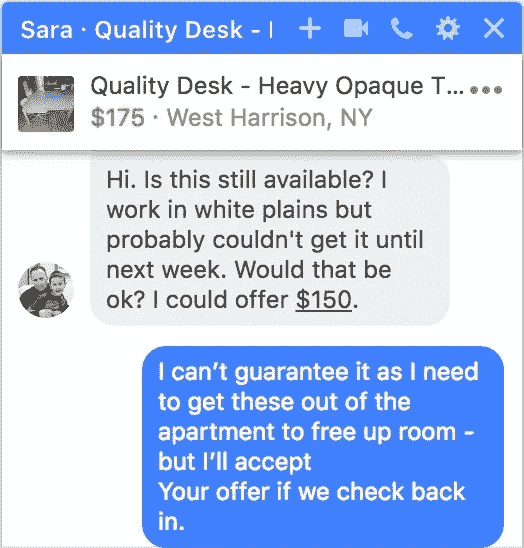 Sara · Quality Desk -
Quality Desk - Heavy Opaque T...
$175 · West Harrison, NY
Hi. Is this still available? I
work in white plains but
probably couldn't get it until
next week. Would that be
ok? I could offer $150.
I can't guarantee it as I need
to get these out of the
apartment to free up room -
but I'll accept
Your offer if we check back
in.